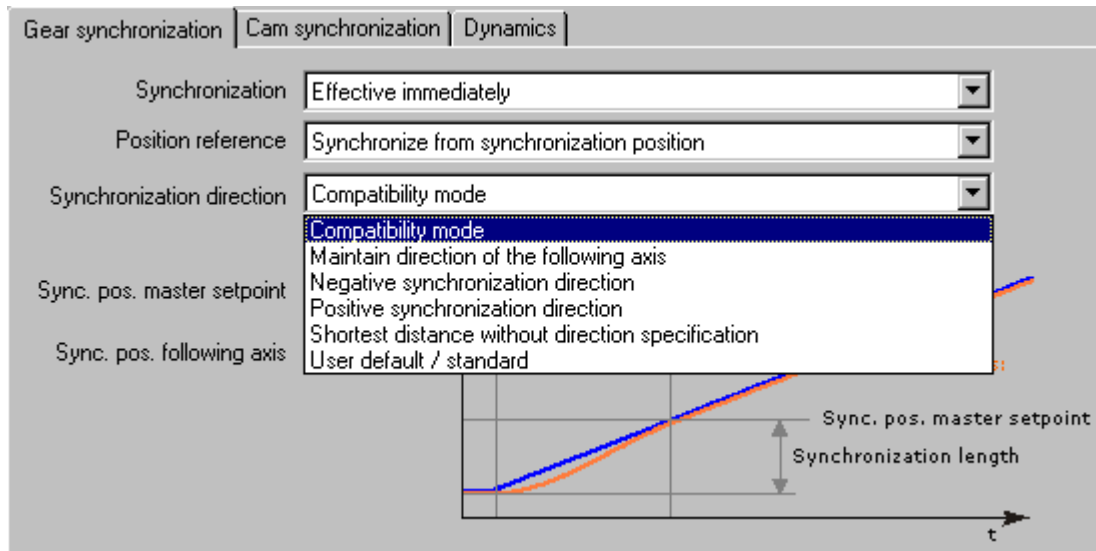 Gear synchronization Cam synchronization Dynamics
Synchronization Effective immediately
Position reference Synchronize from synchronization position
Synchronization direction Compatibility mode
Compatibility mode
Maintain direction of the following axis
Negative synchronization direction
Sync. pos. master setpoint
Positive synchronization direction
Shortest distance without direction specification
Sync. pos. following axis
User default / standard
Sync. pos. master setpoint
Synchronization length
t